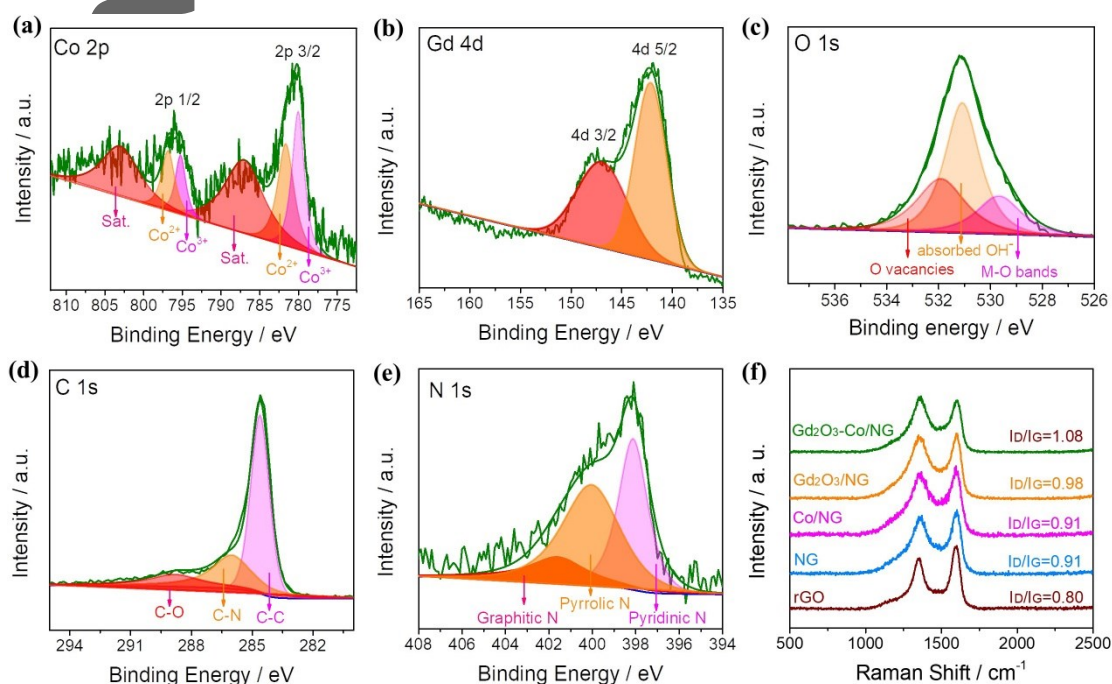 (a)
Co 2p
2p 3/2
2p 1/2
Sat.
Co2+
Co3+
Sat.
Co2+
Co3+
Intensity / a.u.
810 805 800 795 790 785 780 775
Binding Energy / eV
(b)
Gd 4d
4d 5/2
4d 3/2
Intensity / a.u.
165 160 155 150 145 140 135
Binding Energy / eV
(c)
O 1s
absorbed OH⁻
O vacancies
M-O bands
Intensity / a.u.
536 534 532 530 528 526
Binding energy / eV
(d)
C 1s
C-O
C-N
C-C
Intensity / a.u.
294 291 288 285 282
Binding Energy / eV
(e)
N 1s
Graphitic N
Pyrrolic N
Pyridinic N
Intensity / a.u.
408 406 404 402 400 398 396 394
Binding Energy / eV
(f)
Gd2O3-Co/NG ID/IG=1.08
Gd2O3/NG ID/IG=0.98
Co/NG ID/IG=0.91
NG ID/IG=0.91
rGO ID/IG=0.80
Intensity / a. u.
500 1000 1500 2000 2500
Raman Shift / cm⁻¹